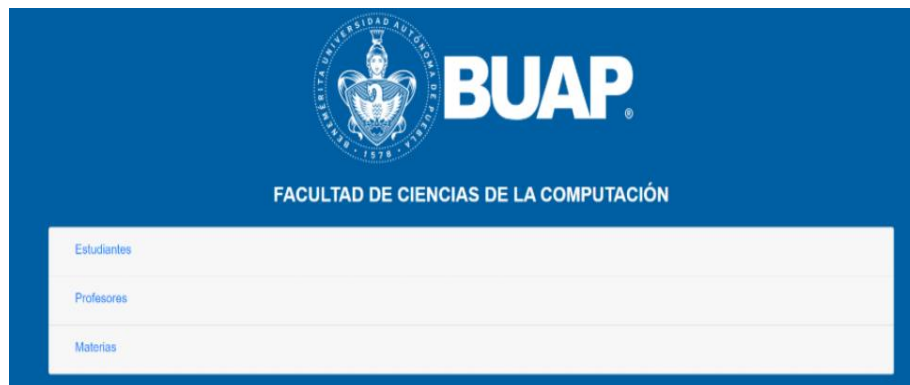 BENEMÉRITA UNIVERSIDAD AUTÓNOMA DE PUEBLA
· 1578 ·
BUAP®
FACULTAD DE CIENCIAS DE LA COMPUTACIÓN
Estudiantes
Profesores
Materias